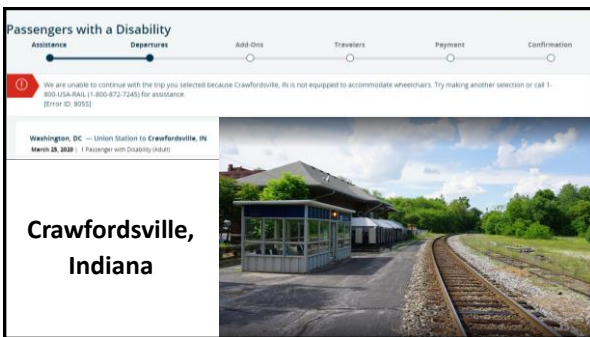 Passengers with a Disability
Assistance Departures Add-Ons Travelers Payment Confirmation
We are unable to continue with the trip you selected because Crawfordsville, IN is not equipped to accommodate wheelchairs. Try making another selection or call 1-
800-USA-RAIL (1-800-872-7245) for assistance.
[Error ID: 8055]
Washington, DC — Union Station to Crawfordsville, IN
March 25, 2020 | 1 Passenger with Disability (Adult)
Crawfordsville,
Indiana